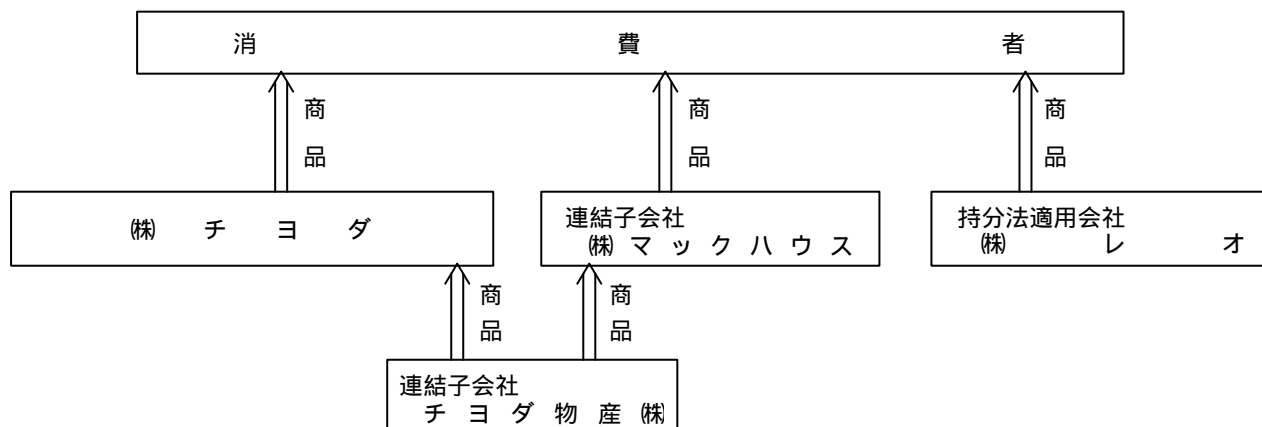 消費者
商品
商品
商品
㈱チヨダ
連結子会社
㈱マックハウス
持分法適用会社
㈱レオ
商品
商品
連結子会社
チヨダ物産㈱